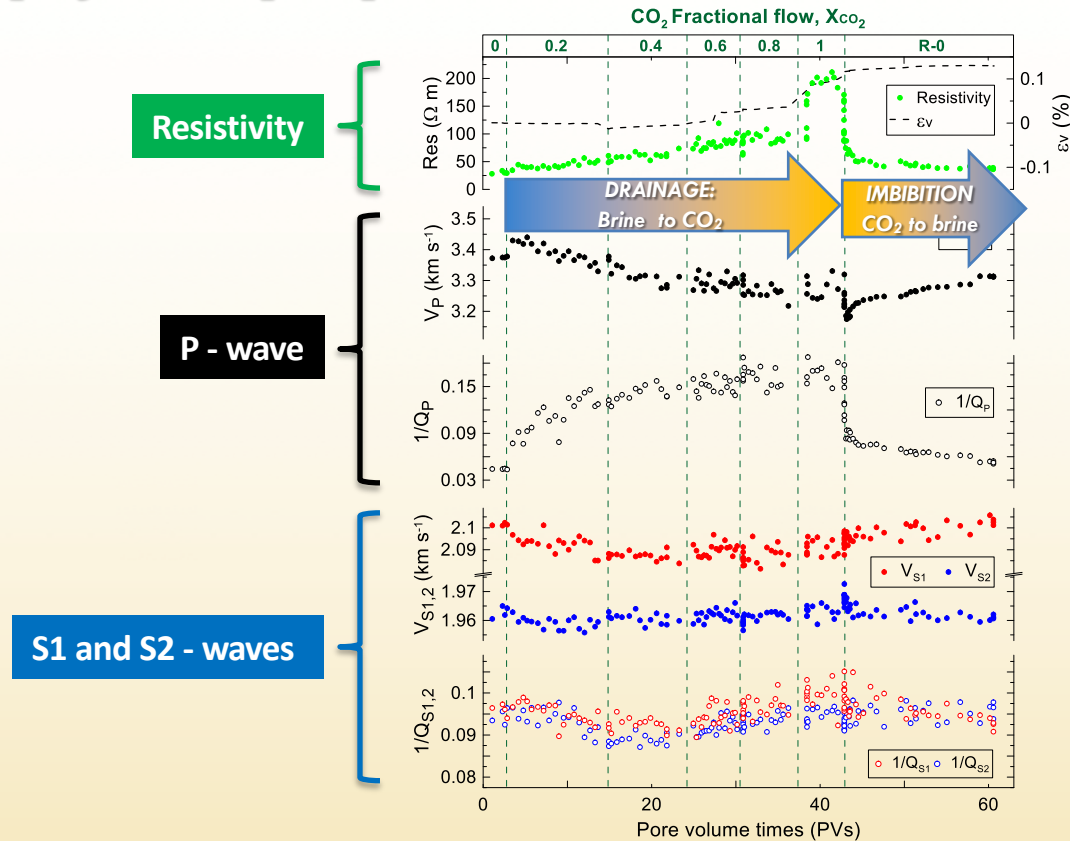 CO₂ Fractional flow, XCO₂
0 0.2 0.4 0.6 0.8 1 R-0
Resistivity
Res (Ω m)
200
150
100
50
0
Resistivity
εv
0.1
0
-0.1
εv (%)
DRAINAGE:
Brine to CO₂
IMBIBITION
CO₂ to brine
P - wave
VP (km s⁻¹)
3.5
3.4
3.3
3.2
1/QP
0.15
0.09
0.03
1/QP
S1 and S2 - waves
VS1,2 (km s⁻¹)
2.1
2.09
1.97
1.96
VS1 VS2
1/QS1,2
0.1
0.09
0.08
1/QS1 1/QS2
0 20 40 60
Pore volume times (PVs)